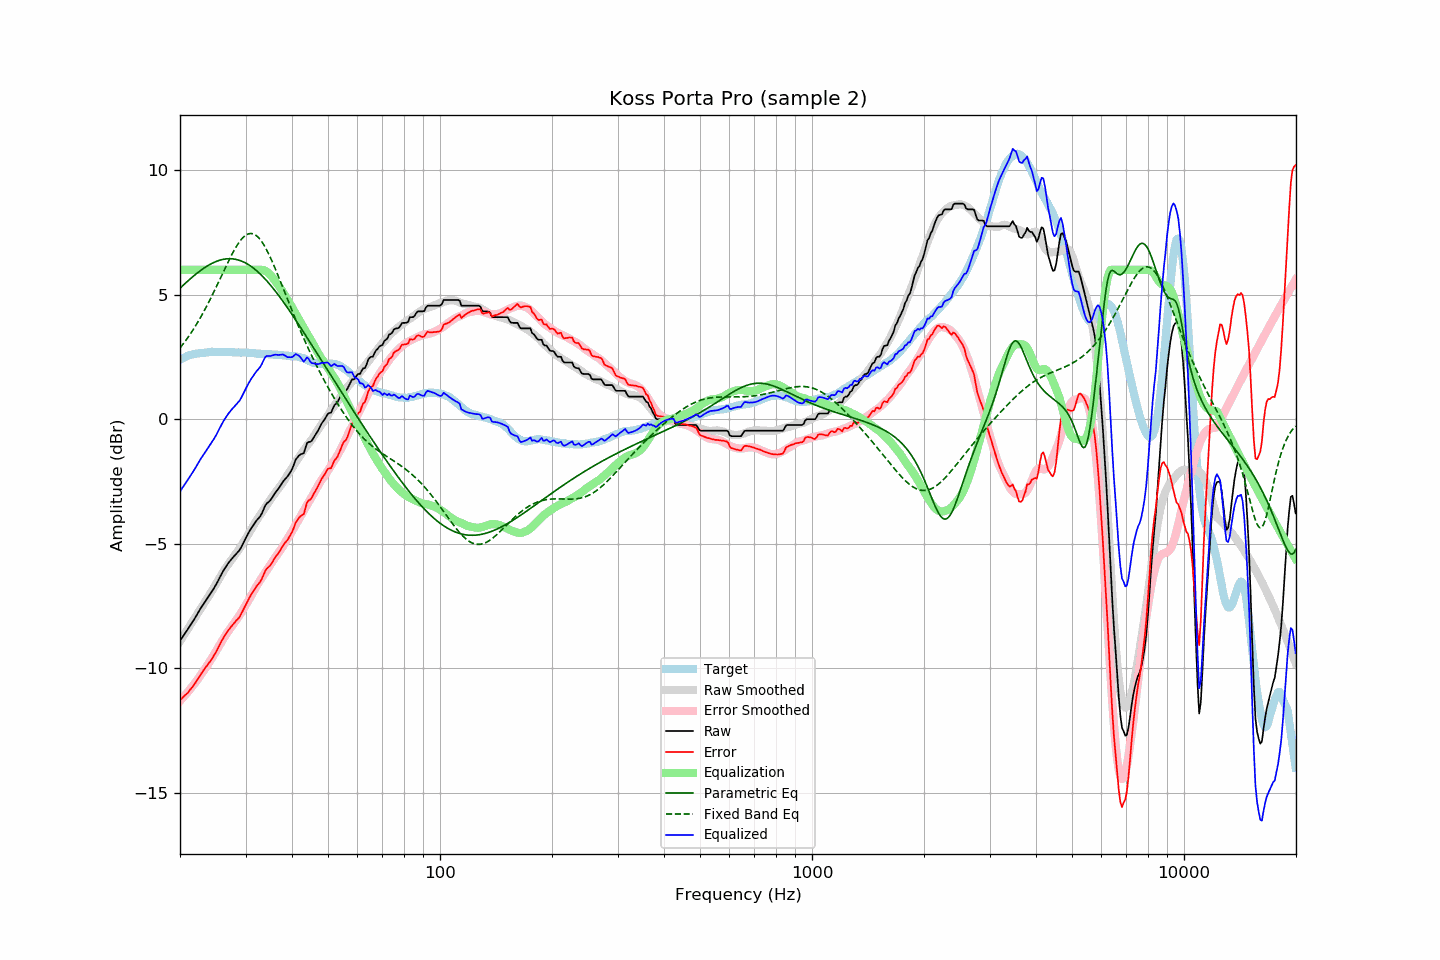 Koss Porta Pro (sample 2)
Amplitude (dBr)
10
5
0
−5
−10
−15
Target
Raw Smoothed
Error Smoothed
Raw
Error
Equalization
Parametric Eq
Fixed Band Eq
Equalized
100
1000
10000
Frequency (Hz)